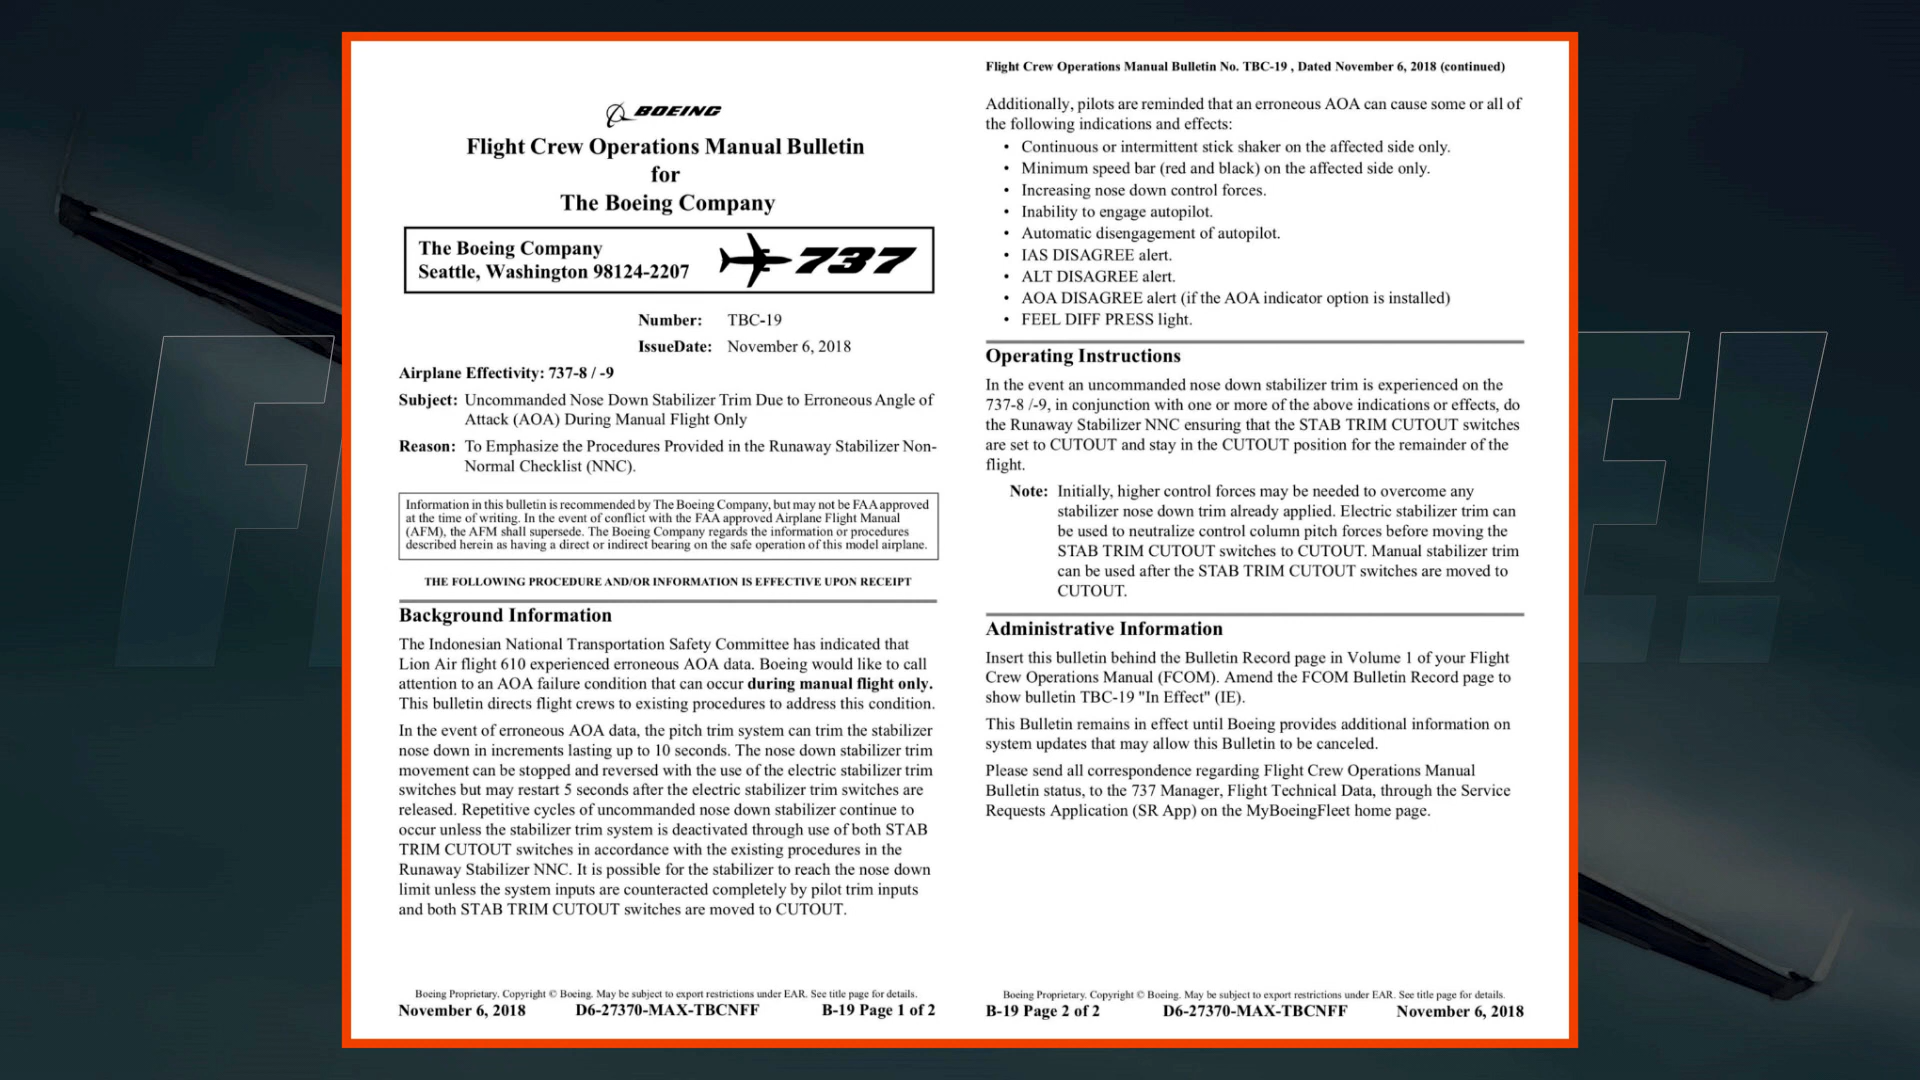 BOEING
Flight Crew Operations Manual Bulletin
for
The Boeing Company
The Boeing Company
Seattle, Washington 98124-2207
737
Number: TBC-19
IssueDate: November 6, 2018
Airplane Effectivity: 737-8 / -9
Subject: Uncommanded Nose Down Stabilizer Trim Due to Erroneous Angle of
Attack (AOA) During Manual Flight Only
Reason: To Emphasize the Procedures Provided in the Runaway Stabilizer Non-
Normal Checklist (NNC).
Information in this bulletin is recommended by The Boeing Company, but may not be FAA approved
at the time of writing. In the event of conflict with the FAA approved Airplane Flight Manual
(AFM), the AFM shall supersede. The Boeing Company regards the information or procedures
described herein as having a direct or indirect bearing on the safe operation of this model airplane.
THE FOLLOWING PROCEDURE AND/OR INFORMATION IS EFFECTIVE UPON RECEIPT
Background Information
The Indonesian National Transportation Safety Committee has indicated that
Lion Air flight 610 experienced erroneous AOA data. Boeing would like to call
attention to an AOA failure condition that can occur during manual flight only.
This bulletin directs flight crews to existing procedures to address this condition.
In the event of erroneous AOA data, the pitch trim system can trim the stabilizer
nose down in increments lasting up to 10 seconds. The nose down stabilizer trim
movement can be stopped and reversed with the use of the electric stabilizer trim
switches but may restart 5 seconds after the electric stabilizer trim switches are
released. Repetitive cycles of uncommanded nose down stabilizer continue to
occur unless the stabilizer trim system is deactivated through use of both STAB
TRIM CUTOUT switches in accordance with the existing procedures in the
Runaway Stabilizer NNC. It is possible for the stabilizer to reach the nose down
limit unless the system inputs are counteracted completely by pilot trim inputs
and both STAB TRIM CUTOUT switches are moved to CUTOUT.
Boeing Proprietary. Copyright © Boeing. May be subject to export restrictions under EAR. See title page for details.
November 6, 2018 D6-27370-MAX-TBCNFF B-19 Page 1 of 2
Flight Crew Operations Manual Bulletin No. TBC-19 , Dated November 6, 2018 (continued)
Additionally, pilots are reminded that an erroneous AOA can cause some or all of
the following indications and effects:
• Continuous or intermittent stick shaker on the affected side only.
• Minimum speed bar (red and black) on the affected side only.
• Increasing nose down control forces.
• Inability to engage autopilot.
• Automatic disengagement of autopilot.
• IAS DISAGREE alert.
• ALT DISAGREE alert.
• AOA DISAGREE alert (if the AOA indicator option is installed)
• FEEL DIFF PRESS light.
Operating Instructions
In the event an uncommanded nose down stabilizer trim is experienced on the
737-8 /-9, in conjunction with one or more of the above indications or effects, do
the Runaway Stabilizer NNC ensuring that the STAB TRIM CUTOUT switches
are set to CUTOUT and stay in the CUTOUT position for the remainder of the
flight.
Note: Initially, higher control forces may be needed to overcome any
stabilizer nose down trim already applied. Electric stabilizer trim can
be used to neutralize control column pitch forces before moving the
STAB TRIM CUTOUT switches to CUTOUT. Manual stabilizer trim
can be used after the STAB TRIM CUTOUT switches are moved to
CUTOUT.
Administrative Information
Insert this bulletin behind the Bulletin Record page in Volume 1 of your Flight
Crew Operations Manual (FCOM). Amend the FCOM Bulletin Record page to
show bulletin TBC-19 "In Effect" (IE).
This Bulletin remains in effect until Boeing provides additional information on
system updates that may allow this Bulletin to be canceled.
Please send all correspondence regarding Flight Crew Operations Manual
Bulletin status, to the 737 Manager, Flight Technical Data, through the Service
Requests Application (SR App) on the MyBoeingFleet home page.
Boeing Proprietary. Copyright © Boeing. May be subject to export restrictions under EAR. See title page for details.
B-19 Page 2 of 2 D6-27370-MAX-TBCNFF November 6, 2018